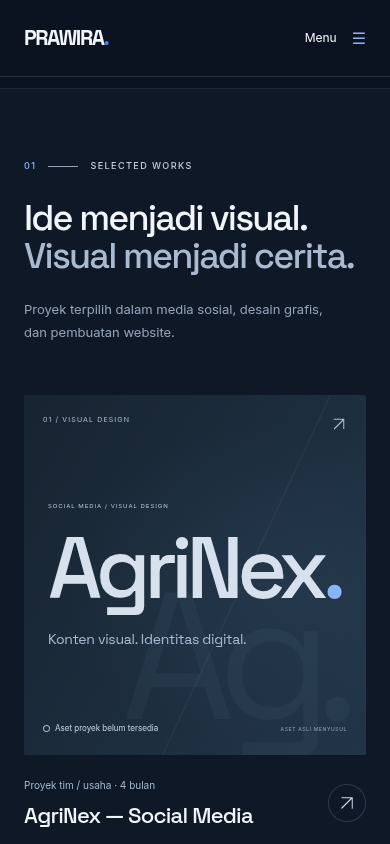 PRAWIRA.
Menu
01 SELECTED WORKS
Ide menjadi visual.
Visual menjadi cerita.
Proyek terpilih dalam media sosial, desain grafis,
dan pembuatan website.
01 / VISUAL DESIGN
SOCIAL MEDIA / VISUAL DESIGN
AgriNex.
Ag.
Konten visual. Identitas digital.
Aset proyek belum tersedia
ASET ASLI MENYUSUL
Proyek tim / usaha · 4 bulan
AgriNex — Social Media